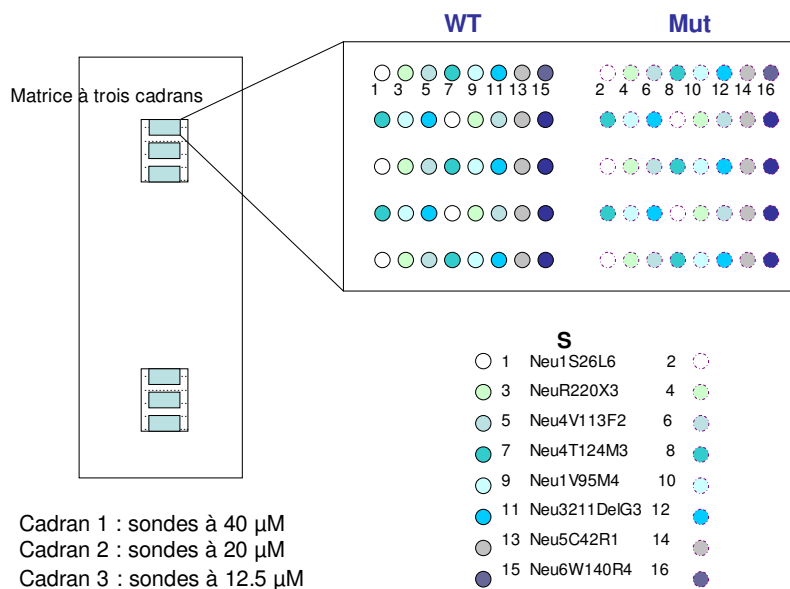 WT Mut
Matrice à trois cadrans
1 3 5 7 9 11 13 15 2 4 6 8 10 12 14 16
S
1 Neu1S26L6 2
3 NeuR220X3 4
5 Neu4V113F2 6
7 Neu4T124M3 8
9 Neu1V95M4 10
11 Neu3211DelG3 12
13 Neu5C42R1 14
15 Neu6W140R4 16
Cadran 1 : sondes à 40 µM
Cadran 2 : sondes à 20 µM
Cadran 3 : sondes à 12.5 µM